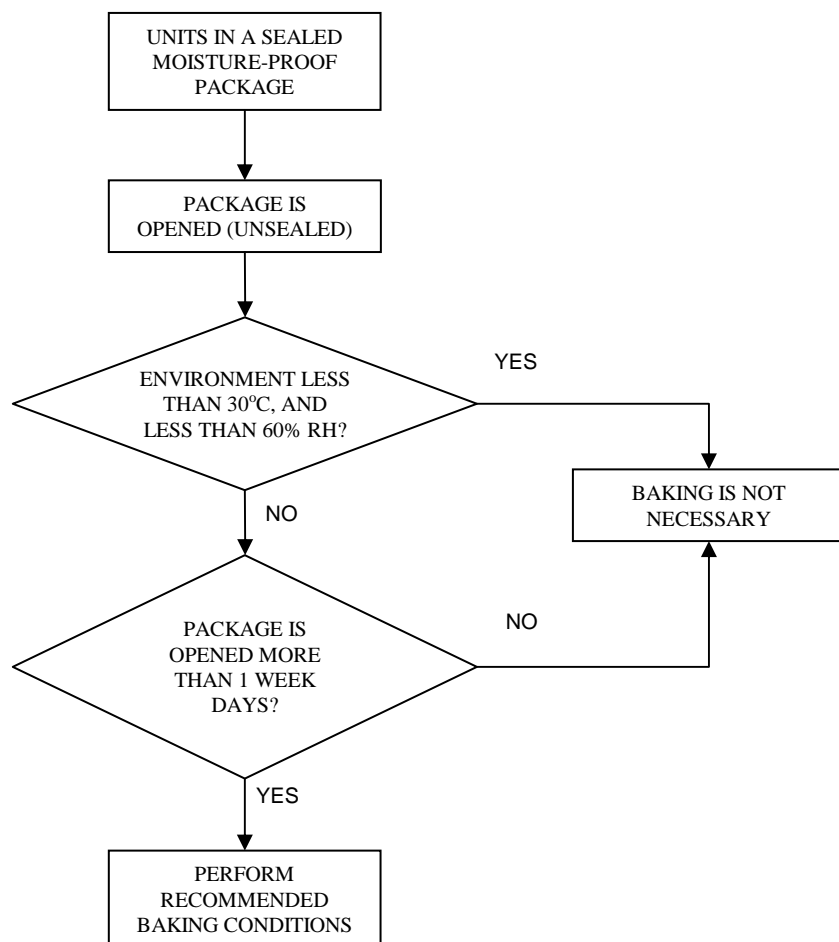 UNITS IN A SEALED
MOISTURE-PROOF
PACKAGE
PACKAGE IS
OPENED (UNSEALED)
ENVIRONMENT LESS
THAN 30°C, AND
LESS THAN 60% RH?
YES
BAKING IS NOT
NECESSARY
NO
PACKAGE IS
OPENED MORE
THAN 1 WEEK
DAYS?
NO
YES
PERFORM
RECOMMENDED
BAKING CONDITIONS